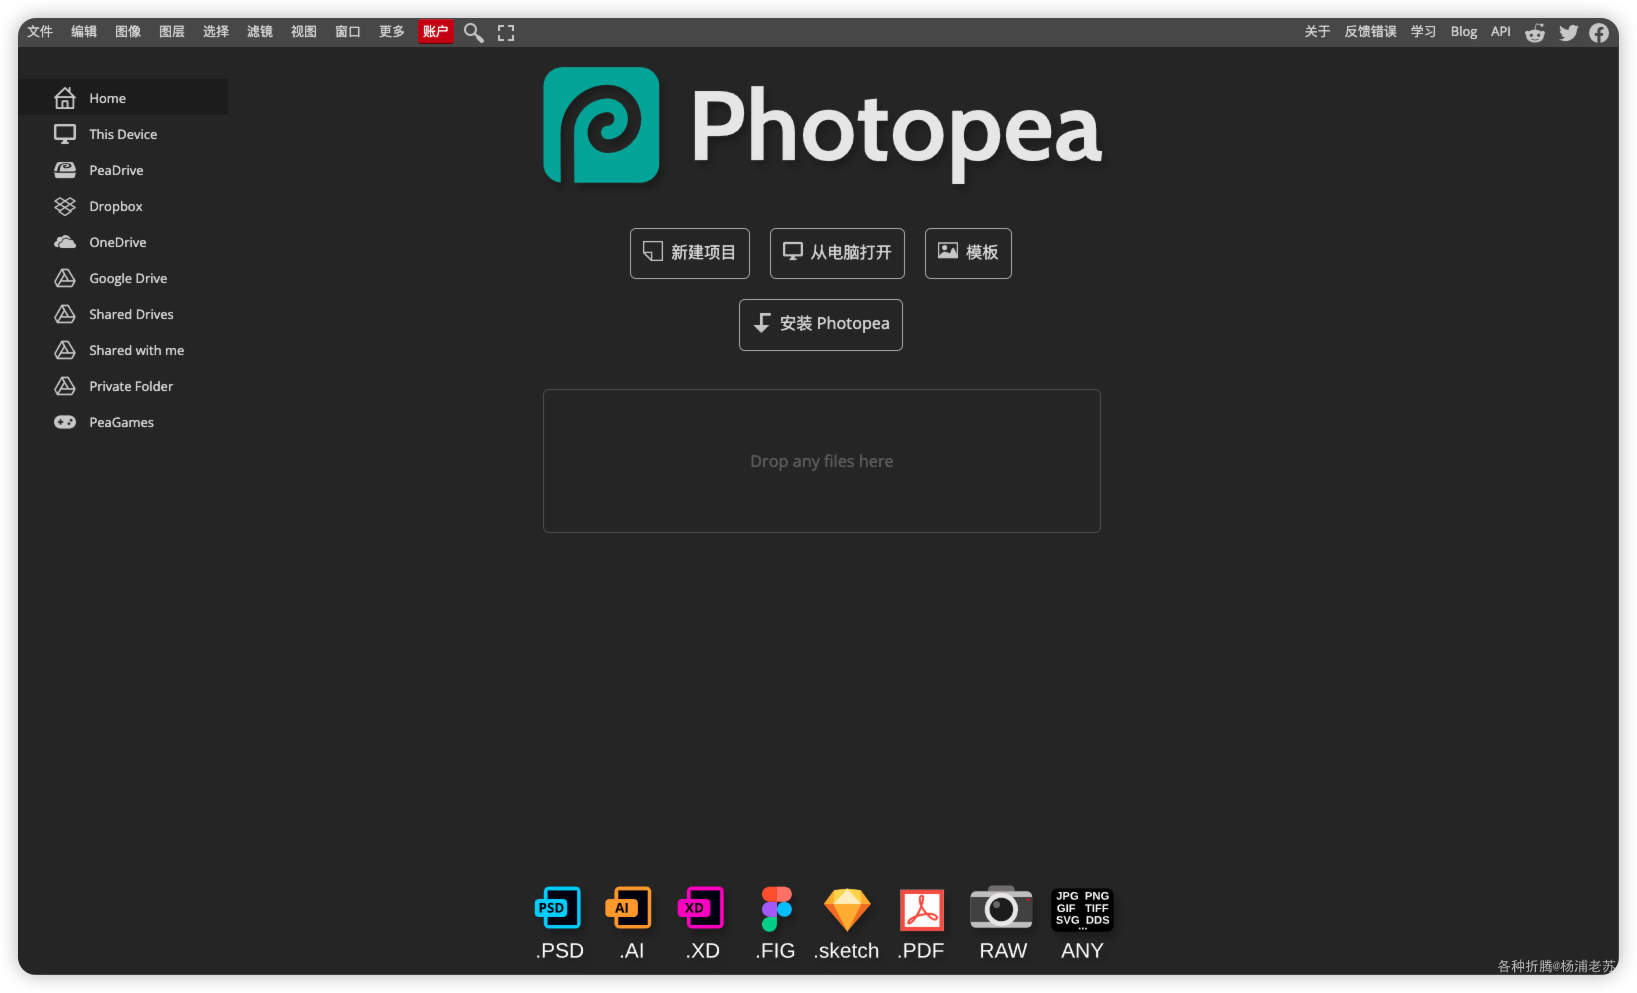 文件 编辑 图像 图层 选择 滤镜 视图 窗口 更多 账户 关于 反馈错误 学习 Blog API
Home
This Device
PeaDrive
Dropbox
OneDrive
Google Drive
Shared Drives
Shared with me
Private Folder
PeaGames
Photopea
新建项目 从电脑打开 模板
安装 Photopea
Drop any files here
PSD AI XD
JPG PNG
GIF TIFF
SVG DDS
...
.PSD .AI .XD .FIG .sketch .PDF RAW ANY
各种折腾@杨浦老苏